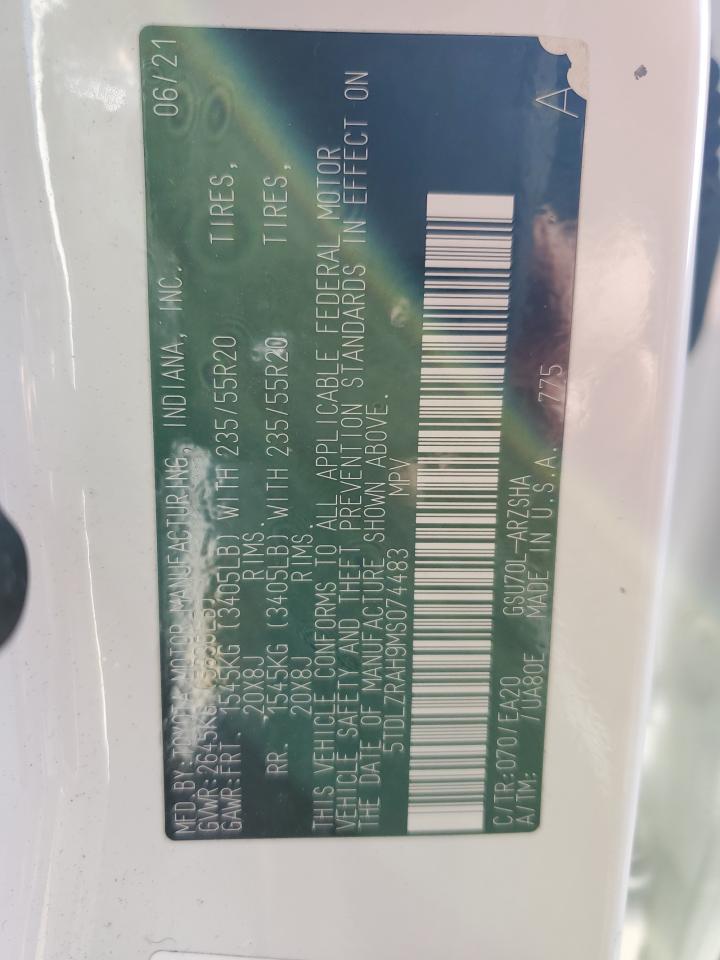 MFD. BY: TOYOTA MOTOR MANUFACTURING, INDIANA, INC. 06/21
GVWR: 2645KG
GAWR: FRT. 1545KG (3405LB) WITH 235/55R20 TIRES,
20X8J RIMS.
RR. 1545KG (3405LB) WITH 235/55R20 TIRES,
20X8J RIMS.
THIS VEHICLE CONFORMS TO ALL APPLICABLE FEDERAL MOTOR
VEHICLE SAFETY AND THEFT PREVENTION STANDARDS IN EFFECT ON
THE DATE OF MANUFACTURE SHOWN ABOVE.
5TDLZRAH9MS074483 MPV
C/TR: 070/EA20 GSU70L-ARZSHA
A/TM: /UA80E MADE IN U.S.A. 775 A